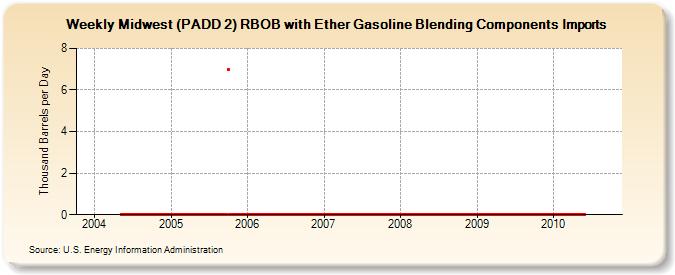 Weekly Midwest (PADD 2) RBOB with Ether Gasoline Blending Components Imports
Thousand Barrels per Day
8
6
4
2
0
2004 2005 2006 2007 2008 2009 2010
Source: U.S. Energy Information Administration